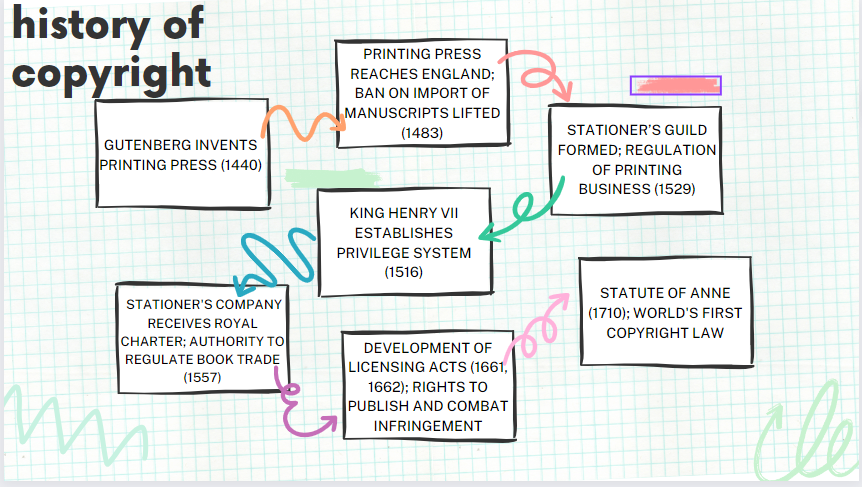 history of
copyright
GUTENBERG INVENTS
PRINTING PRESS (1440)
PRINTING PRESS
REACHES ENGLAND;
BAN ON IMPORT OF
MANUSCRIPTS LIFTED
(1483)
STATIONER'S GUILD
FORMED; REGULATION
OF PRINTING
BUSINESS (1529)
KING HENRY VII
ESTABLISHES
PRIVILEGE SYSTEM
(1516)
STATIONER'S COMPANY
RECEIVES ROYAL
CHARTER; AUTHORITY TO
REGULATE BOOK TRADE
(1557)
DEVELOPMENT OF
LICENSING ACTS (1661,
1662); RIGHTS TO
PUBLISH AND COMBAT
INFRINGEMENT
STATUTE OF ANNE
(1710); WORLD'S FIRST
COPYRIGHT LAW